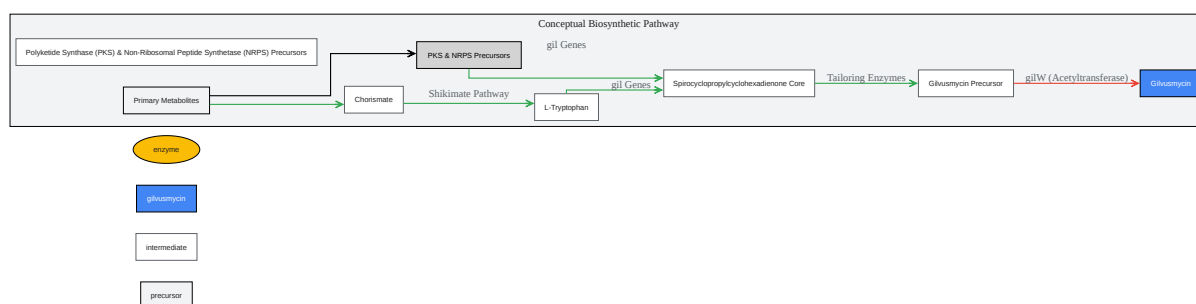 Conceptual Biosynthetic Pathway
Polyketide Synthase (PKS) & Non-Ribosomal Peptide Synthetase (NRPS) Precursors
PKS & NRPS Precursors
gil Genes
Primary Metabolites
Chorismate
Shikimate Pathway
L-Tryptophan
gil Genes
Spirocyclopropylcyclohexadienone Core
Tailoring Enzymes
Gilvusmycin Precursor
gilW (Acetyltransferase)
Gilvusmycin
enzyme
gilvusmycin
intermediate
precursor